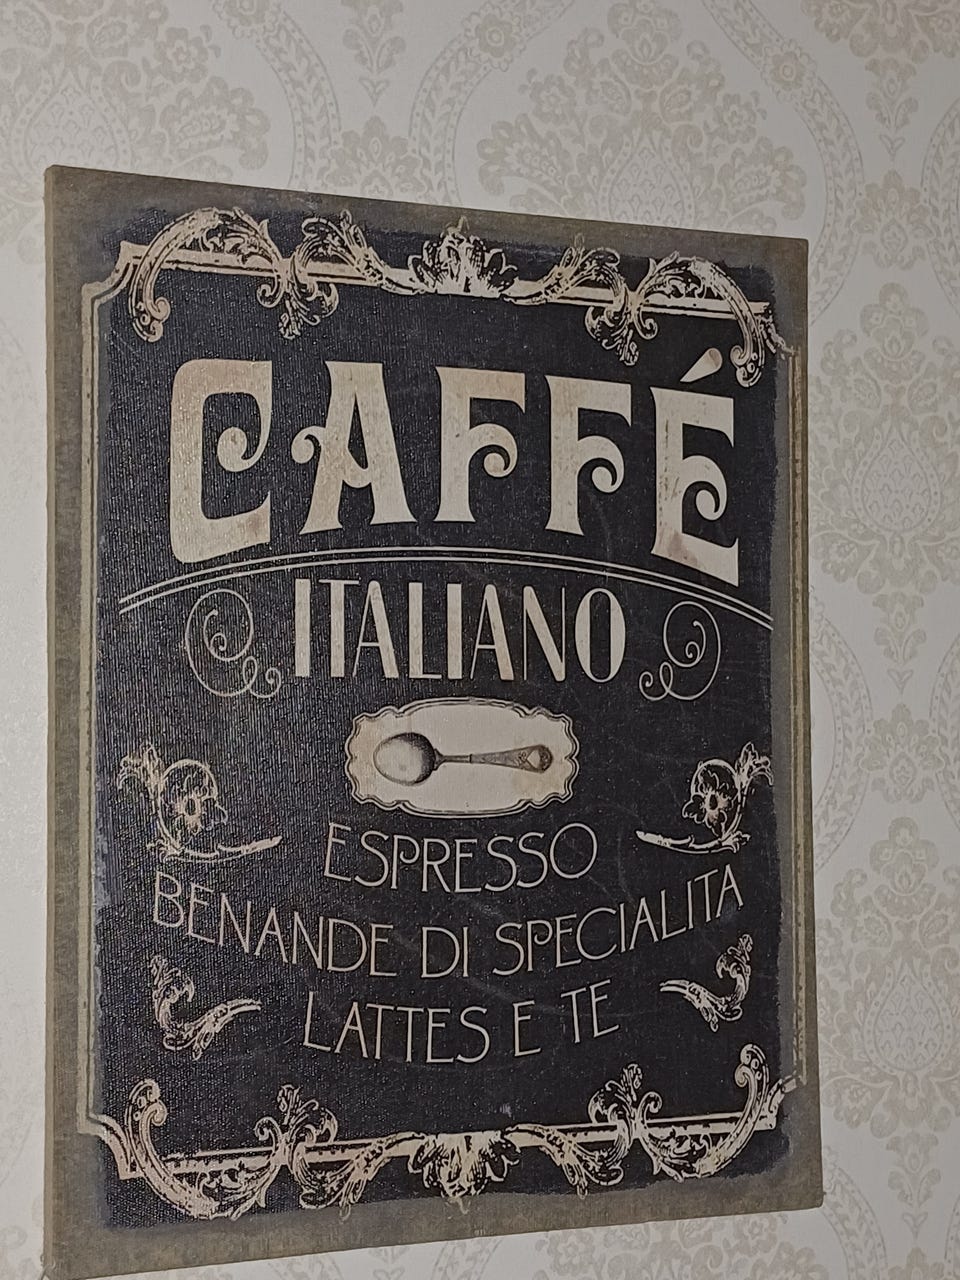 CAFFÉ
ITALIANO
ESPRESSO
BENANDE DI SPECIALITA
LATTES E TE